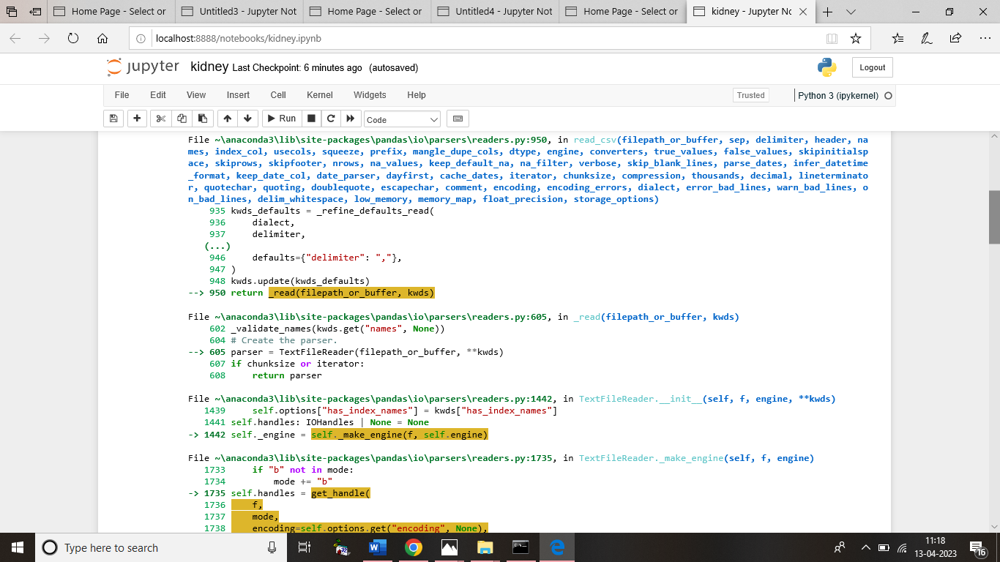 Home Page - Select or
Untitled3 - Jupyter Not
Home Page - Select or
Untitled4 - Jupyter Not
Home Page - Select or
kidney - Jupyter No
localhost:8888/notebooks/kidney.ipynb
jupyter kidney Last Checkpoint: 6 minutes ago (autosaved)
Logout
File Edit View Insert Cell Kernel Widgets Help
Trusted
Python 3 (ipykernel)
Run
Code
File ~\anaconda3\lib\site-packages\pandas\io\parsers\readers.py:950, in read_csv(filepath_or_buffer, sep, delimiter, header, na
mes, index_col, usecols, squeeze, prefix, mangle_dupe_cols, dtype, engine, converters, true_values, false_values, skipinitialsp
ace, skiprows, skipfooter, nrows, na_values, keep_default_na, na_filter, verbose, skip_blank_lines, parse_dates, infer_datetime
_format, keep_date_col, date_parser, dayfirst, cache_dates, iterator, chunksize, compression, thousands, decimal, lineterminato
r, quotechar, quoting, doublequote, escapechar, comment, encoding, encoding_errors, dialect, error_bad_lines, warn_bad_lines, o
n_bad_lines, delim_whitespace, low_memory, memory_map, float_precision, storage_options)
935 kwds_defaults = _refine_defaults_read(
936     dialect,
937     delimiter,
(...)
946     defaults={"delimiter": ","},
947 )
948 kwds.update(kwds_defaults)
--> 950 return _read(filepath_or_buffer, kwds)
File ~\anaconda3\lib\site-packages\pandas\io\parsers\readers.py:605, in _read(filepath_or_buffer, kwds)
602 _validate_names(kwds.get("names", None))
604 # Create the parser.
--> 605 parser = TextFileReader(filepath_or_buffer, **kwds)
607 if chunksize or iterator:
608     return parser
File ~\anaconda3\lib\site-packages\pandas\io\parsers\readers.py:1442, in TextFileReader.__init__(self, f, engine, **kwds)
1439     self.options["has_index_names"] = kwds["has_index_names"]
1441 self.handles: IOHandles | None = None
-> 1442 self._engine = self._make_engine(f, self.engine)
File ~\anaconda3\lib\site-packages\pandas\io\parsers\readers.py:1735, in TextFileReader._make_engine(self, f, engine)
1733     if "b" not in mode:
1734         mode += "b"
-> 1735 self.handles = get_handle(
1736     f,
1737     mode,
1738     encoding=self.options.get("encoding", None),
Type here to search
11:18
13-04-2023
16